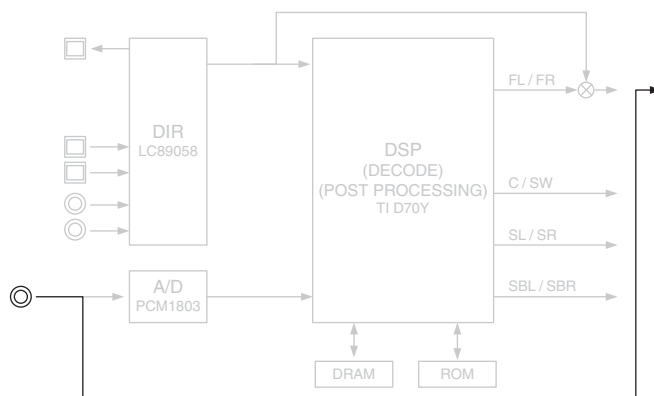 FL / FR
DIR
LC89058
DSP
(DECODE)
(POST PROCESSING)
TI D70Y
C / SW
SL / SR
A/D
PCM1803
SBL / SBR
DRAM
ROM